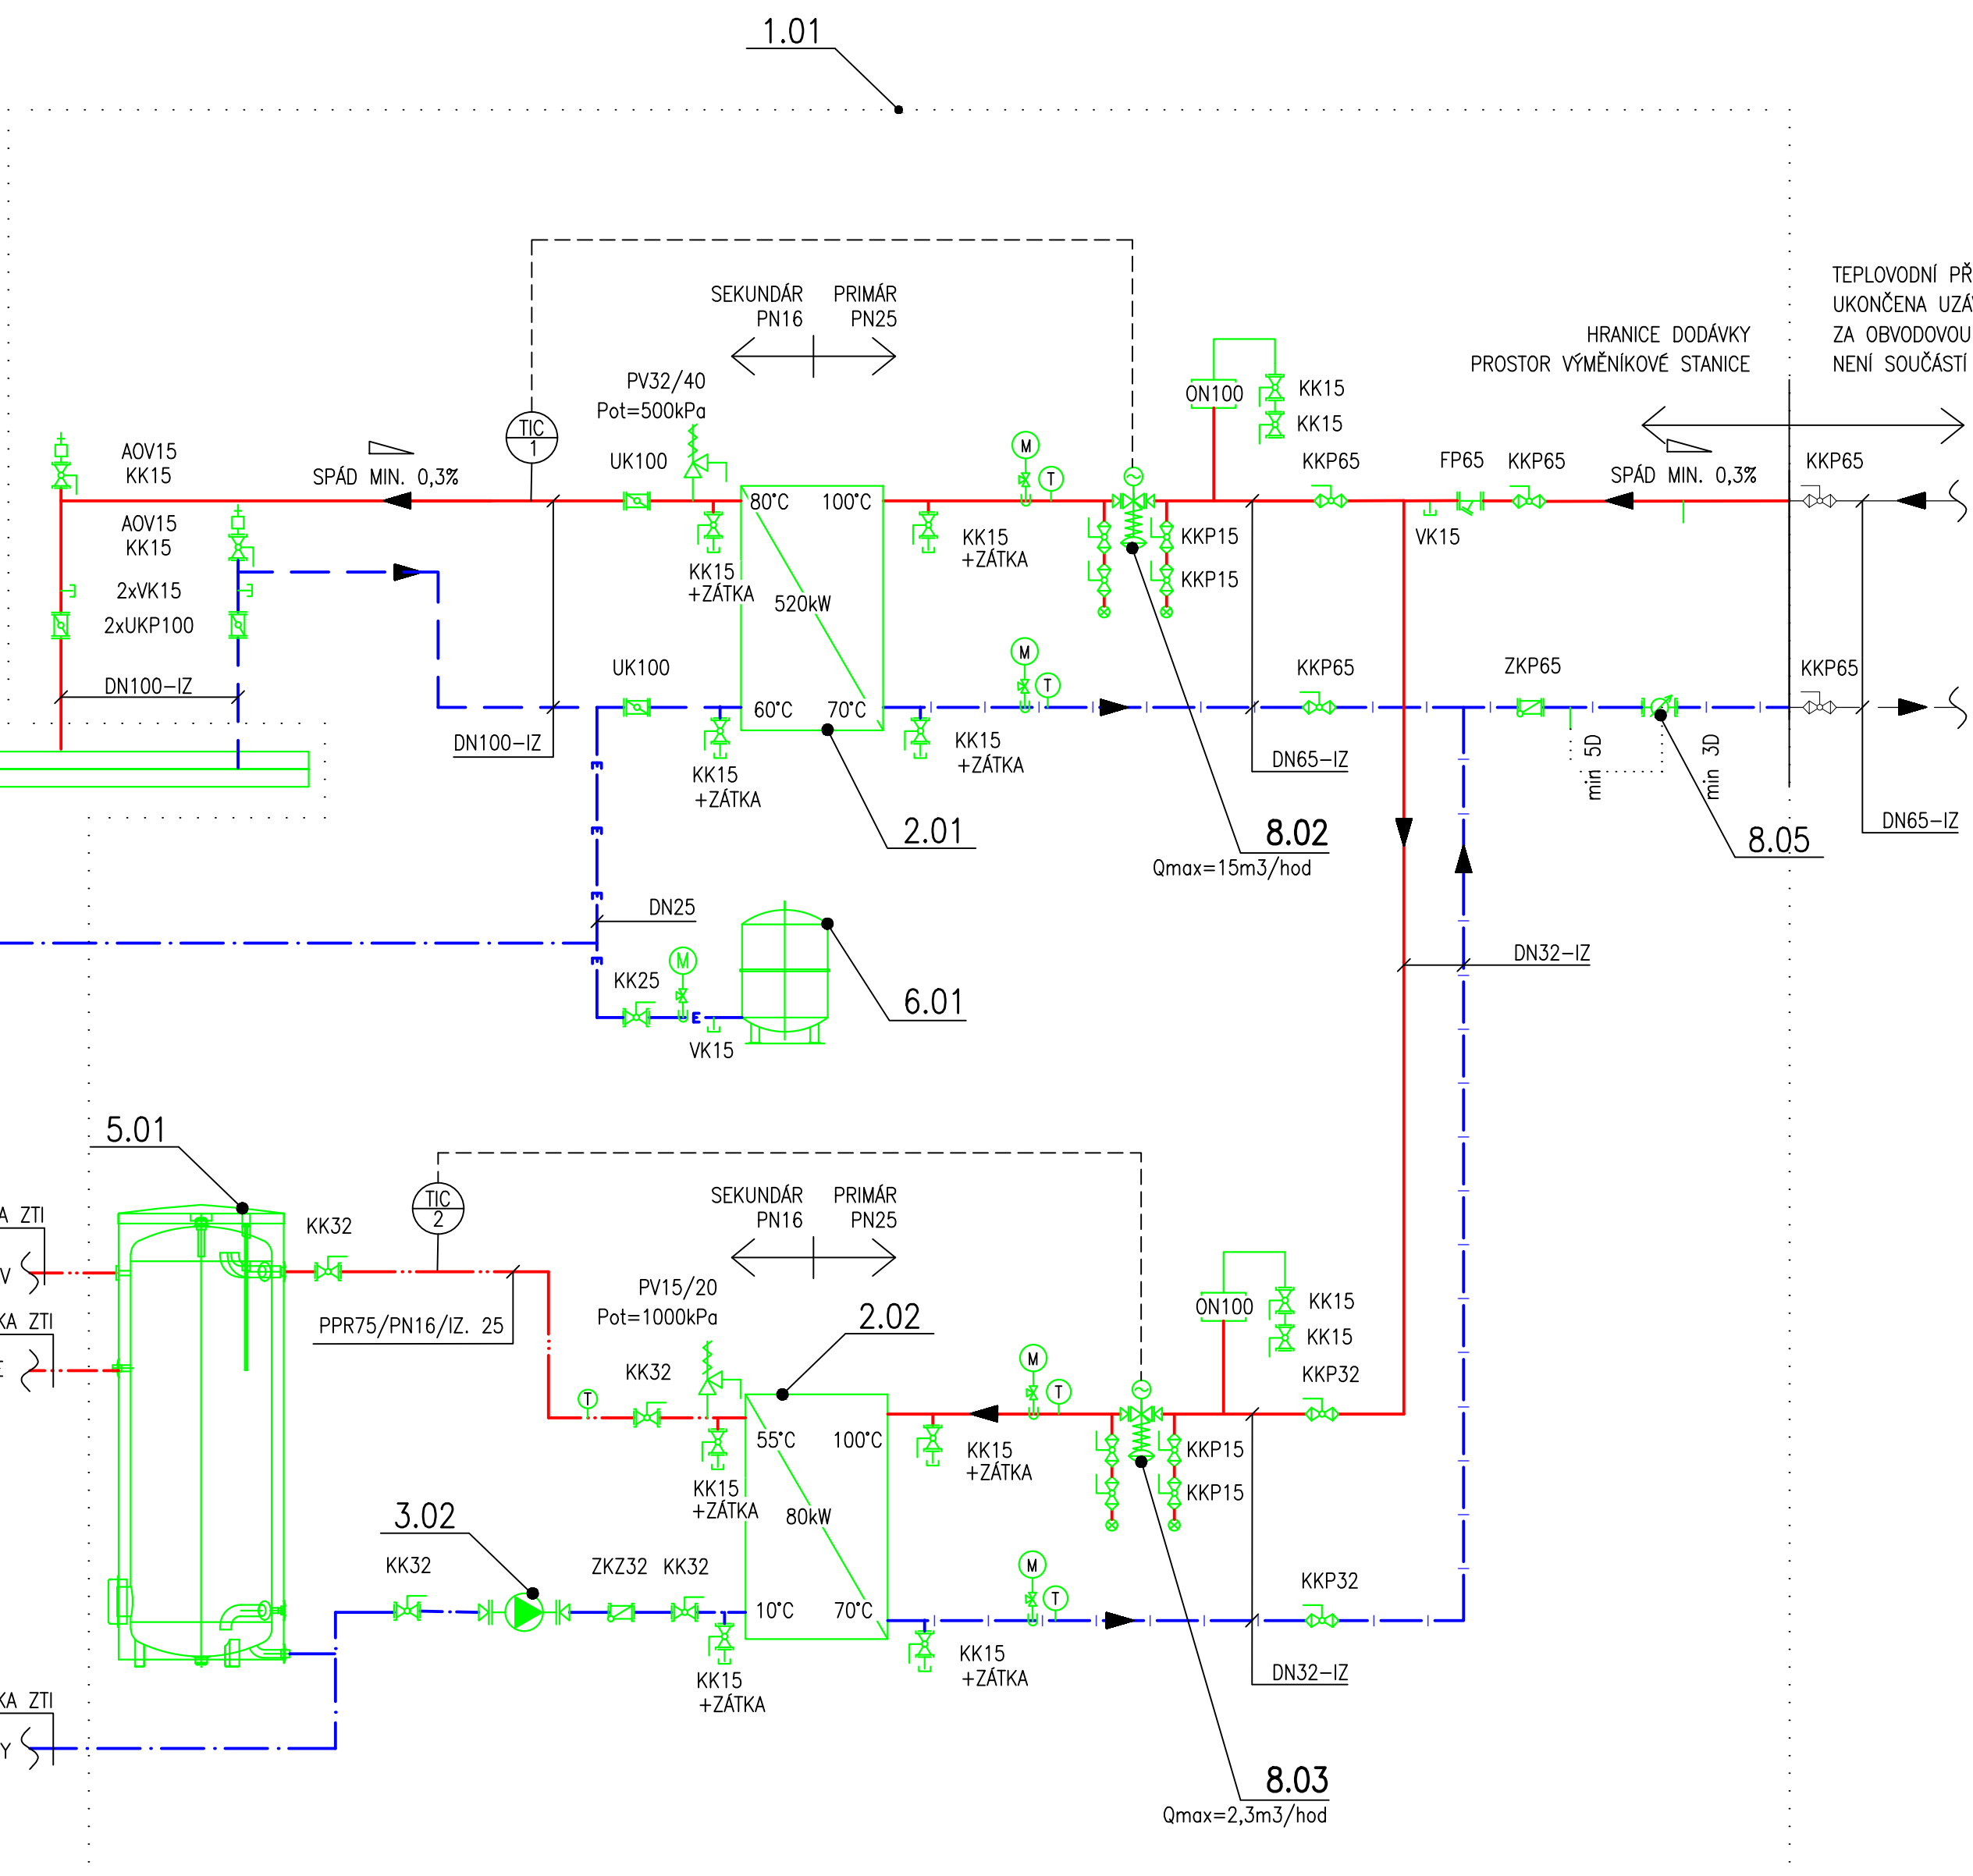 1.01
TEPLOVODNÍ PŘ
UKONČENA UZÁV
ZA OBVODOVOU
NENÍ SOUČÁSTÍ
HRANICE DODÁVKY
PROSTOR VÝMĚNÍKOVÉ STANICE
SEKUNDÁR PRIMÁR
PN16 PN25
PV32/40
Pot=500kPa
TIC
1
AOV15
KK15
SPÁD MIN. 0,3%
UK100
M
T
ON100
KK15
KK15
KKP65
FP65
KKP65
SPÁD MIN. 0,3%
KKP65
80°C 100°C
AOV15
KK15
KK15
+ZÁTKA
KK15
+ZÁTKA
KKP15
KKP15
VK15
2xVK15
2xUKP100
520kW
UK100
M
T
KKP65
ZKP65
KKP65
DN100-IZ
60°C 70°C
DN100-IZ
KK15
+ZÁTKA
KK15
+ZÁTKA
DN65-IZ
min 5D
min 3D
2.01
8.02
Qmax=15m3/hod
8.05
DN65-IZ
DN25
KK25
M
6.01
VK15
DN32-IZ
5.01
TIC
2
SEKUNDÁR PRIMÁR
PN16 PN25
A ZTI
KK32
V
PV15/20
Pot=1000kPa
2.02
ON100
KK15
KK15
KA ZTI
PPR75/PN16/IZ. 25
E
KK32
T
M
T
KKP32
55°C 100°C
KK15
+ZÁTKA
KK15
+ZÁTKA
KKP15
KKP15
80kW
3.02
KK32
ZKZ32
KK32
M
T
KKP32
10°C 70°C
KK15
+ZÁTKA
KK15
+ZÁTKA
DN32-IZ
KA ZTI
Y
8.03
Qmax=2,3m3/hod